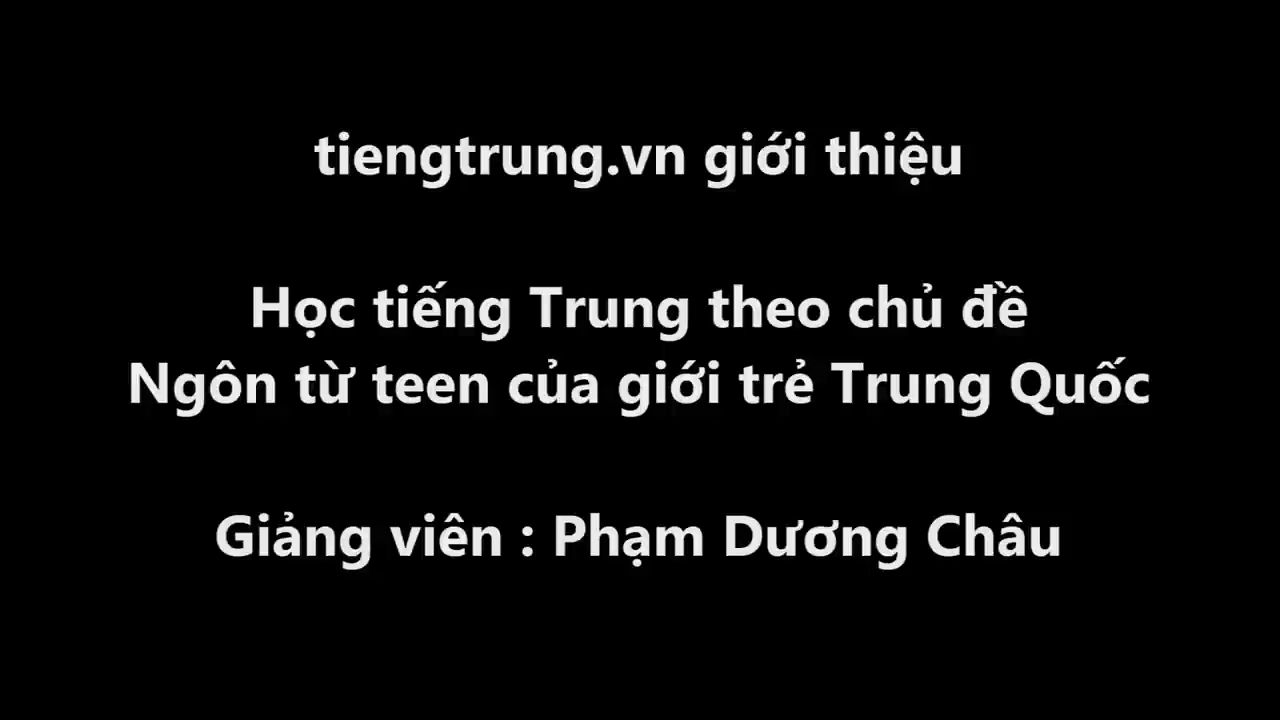 tiengtrung.vn giới thiệu
Học tiếng Trung theo chủ đề
Ngôn từ teen của giới trẻ Trung Quốc
Giảng viên : Phạm Dương Châu